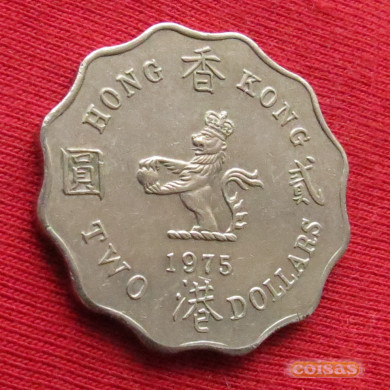 HONG KONG
香港貳圓
TWO DOLLARS
1975
coisas